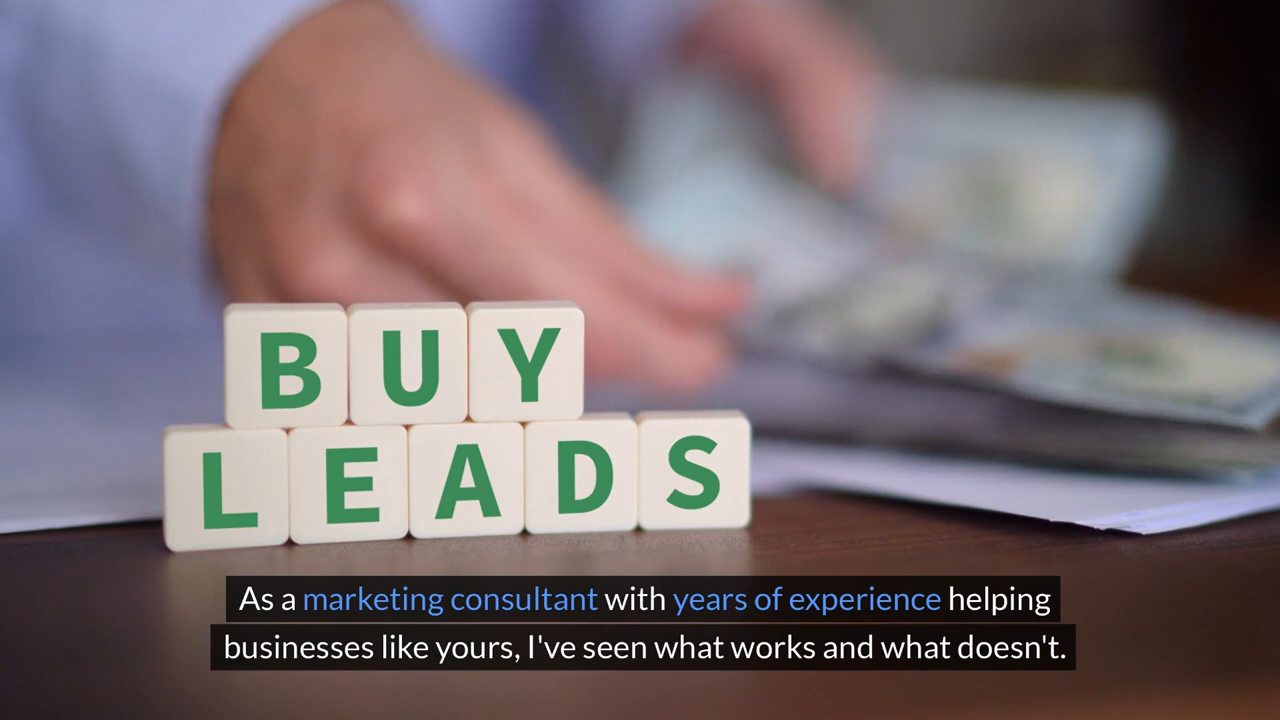 BUY
LEADS
As a marketing consultant with years of experience helping
businesses like yours, I've seen what works and what doesn't.